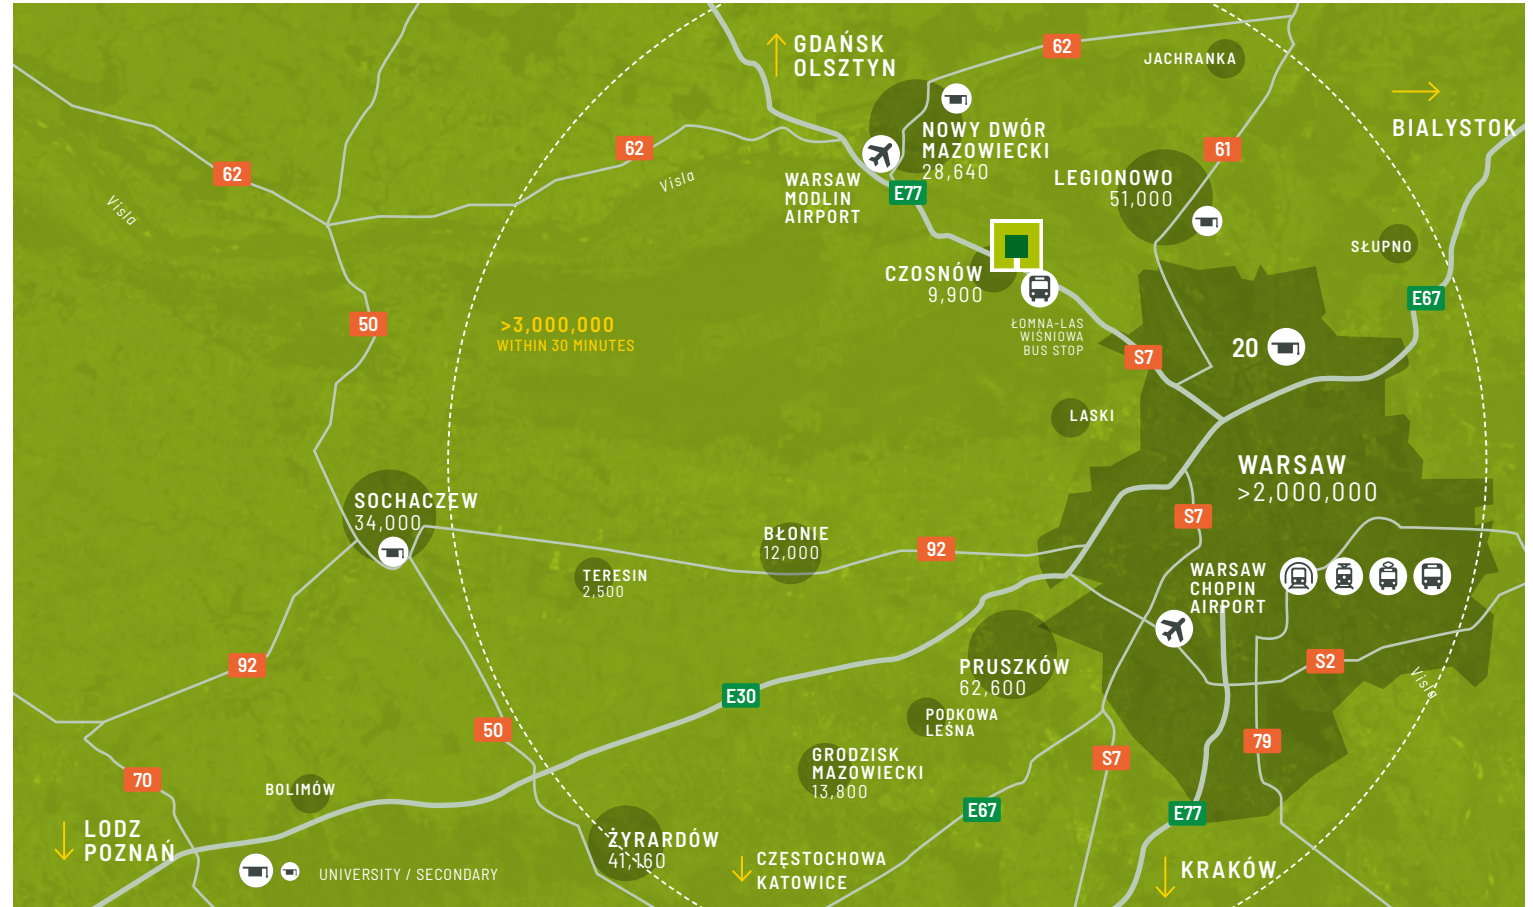 GDAŃSK
OLSZTYN
62
JACHRANKA
BIALYSTOK
NOWY DWÓR
MAZOWIECKI
28,640
61
62
62
Visla
Visla
WARSAW
MODLIN
AIRPORT
E77
LEGIONOWO
51,000
SŁUPNO
CZOSNÓW
9,900
E67
ŁOMNA-LAS
WIŚNIOWA
BUS STOP
50
>3,000,000
WITHIN 30 MINUTES
S7
20
LASKI
WARSAW
>2,000,000
SOCHACZEW
34,000
S7
BŁONIE
12,000
92
TERESIN
2,500
WARSAW
CHOPIN
AIRPORT
92
PRUSZKÓW
62,600
S2
Visla
E30
PODKOWA
LEŚNA
50
79
S7
GRODZISK
MAZOWIECKI
13,800
70
BOLIMÓW
E67
E77
LODZ
POZNAŃ
ŻYRARDÓW
41,160
CZĘSTOCHOWA
KATOWICE
KRAKÓW
UNIVERSITY / SECONDARY